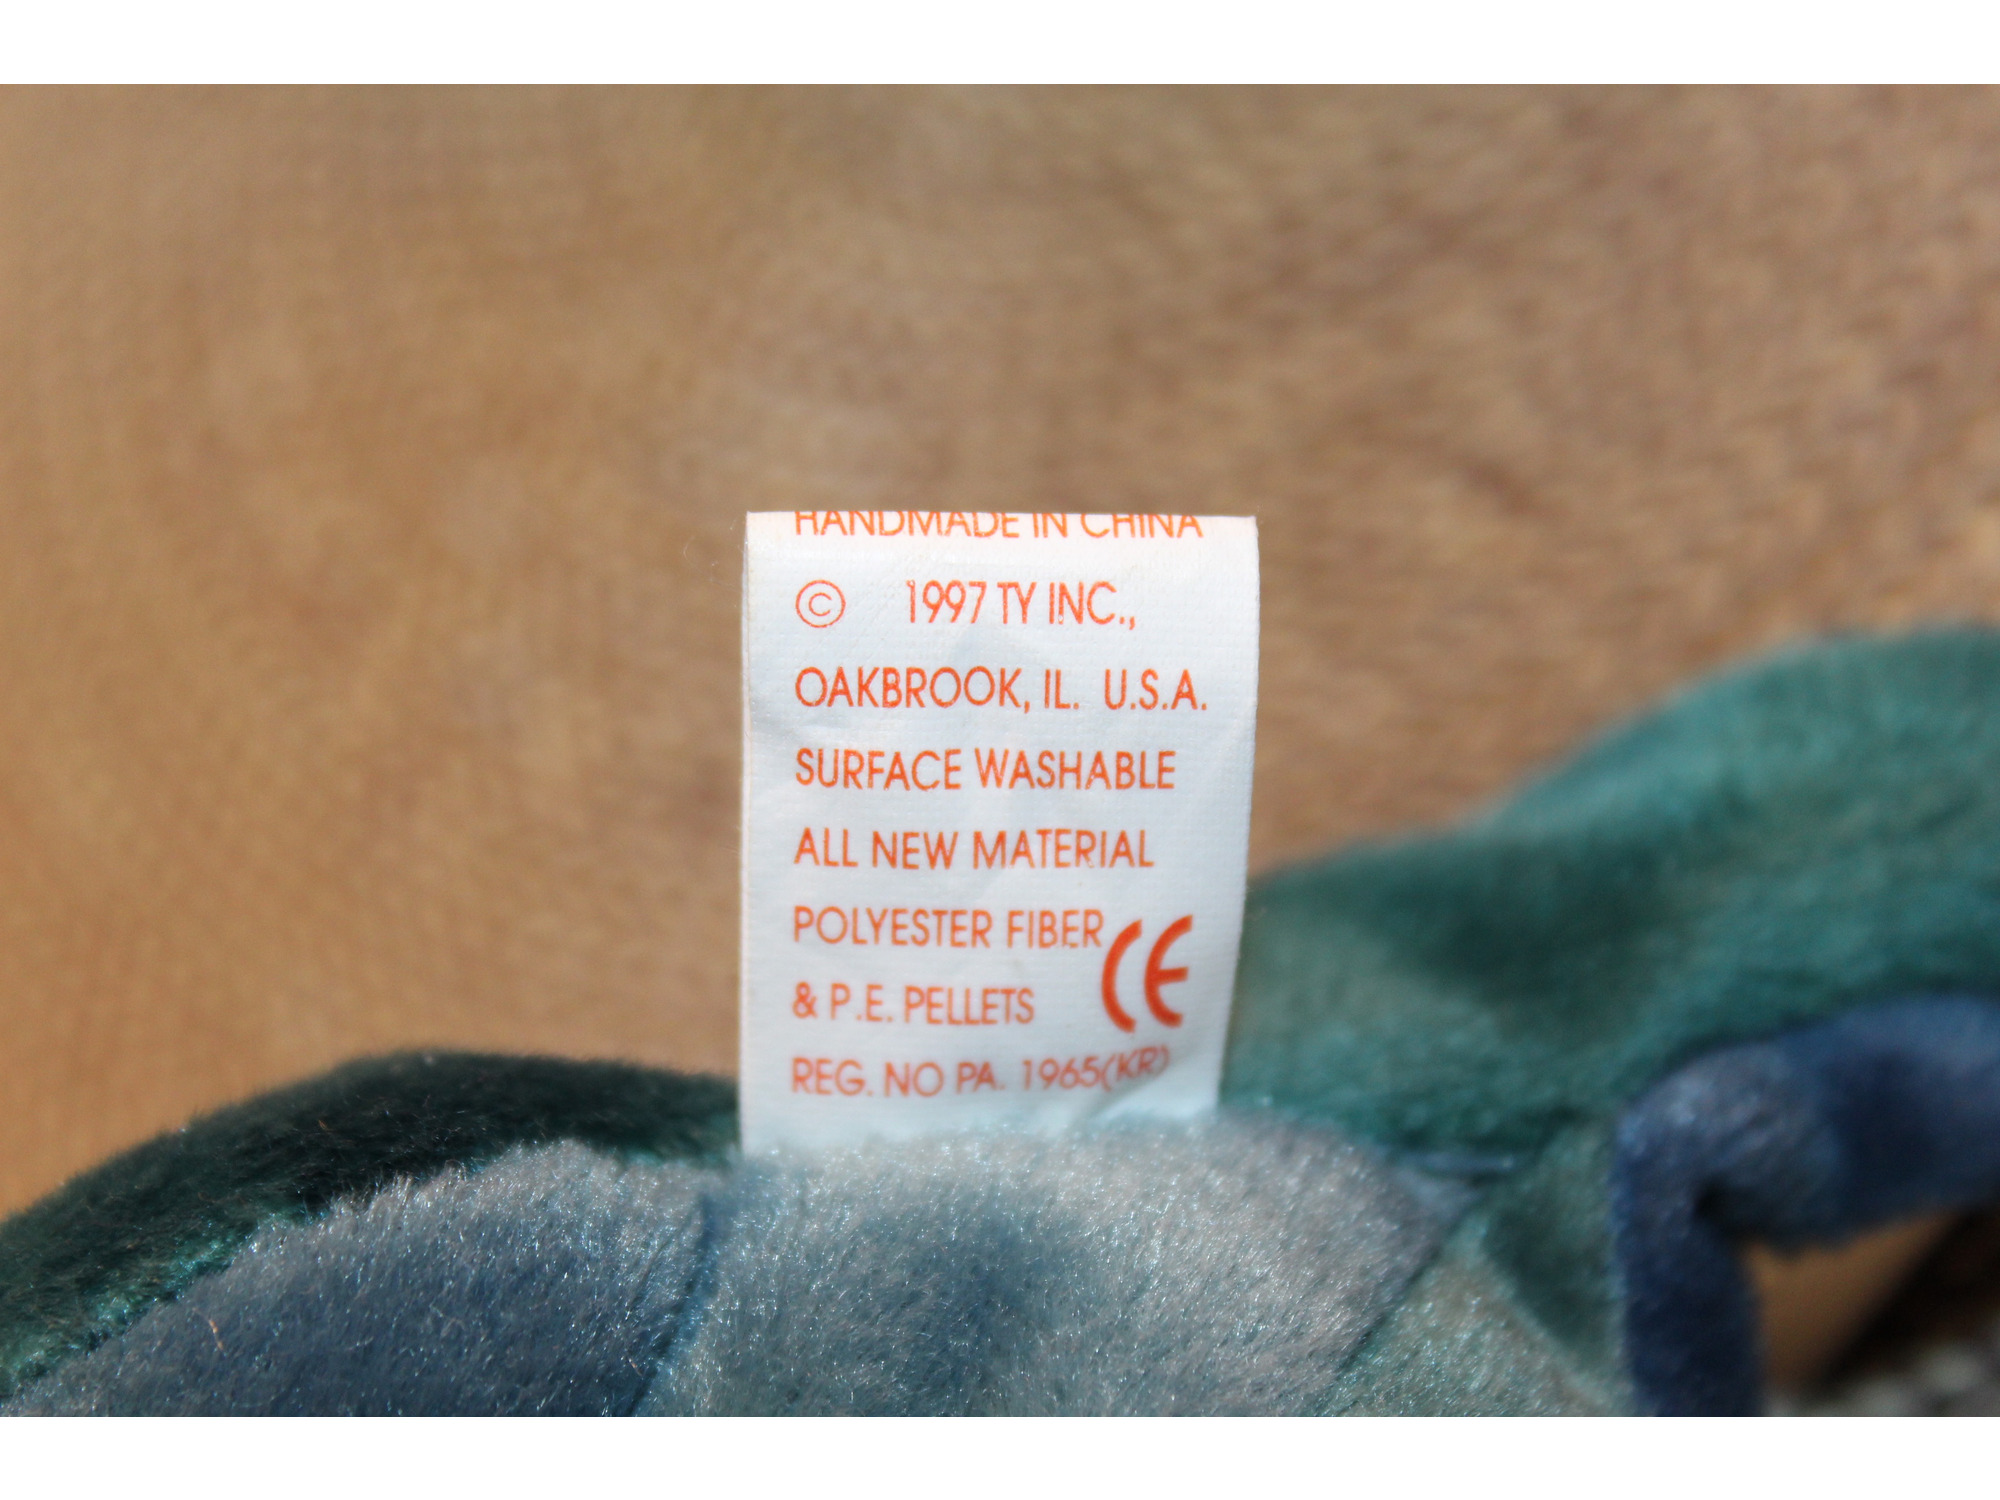 HANDMADE IN CHINA
© 1997 TY INC.,
OAKBROOK, IL. U.S.A.
SURFACE WASHABLE
ALL NEW MATERIAL
POLYESTER FIBER
& P.E. PELLETS CE
REG. NO PA. 1965(KR)